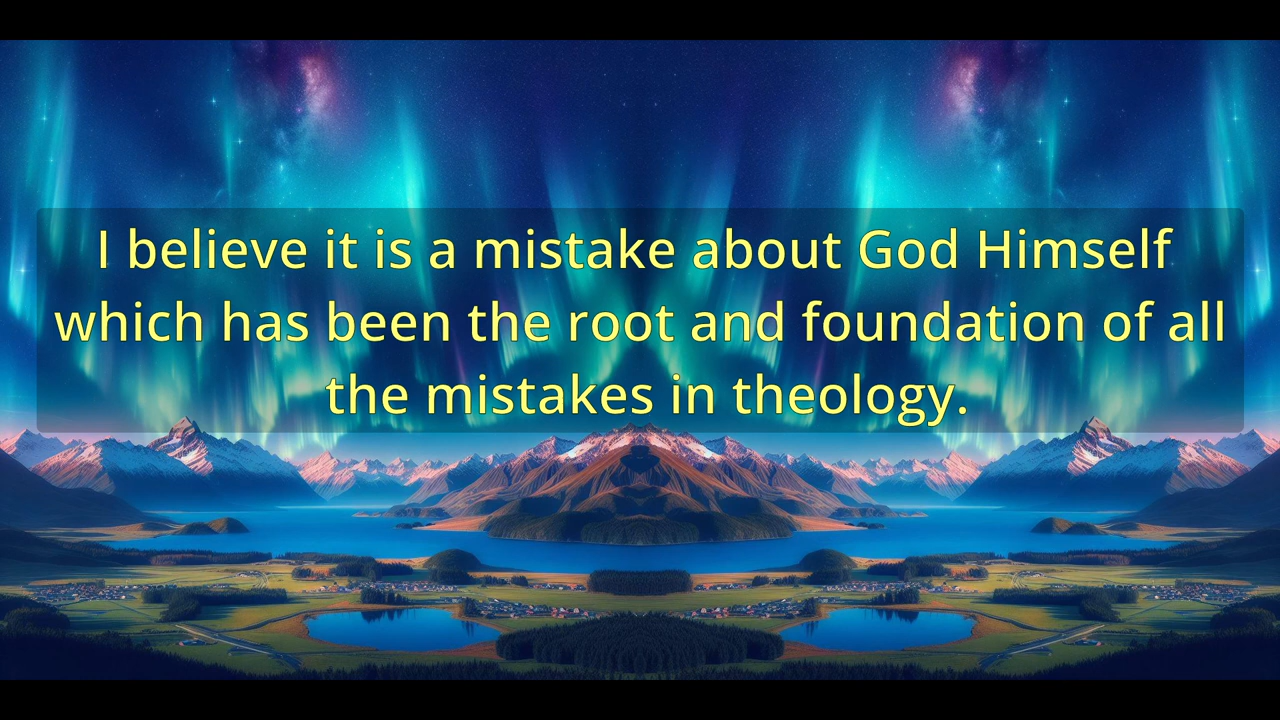 I believe it is a mistake about God Himself
which has been the root and foundation of all
the mistakes in theology.